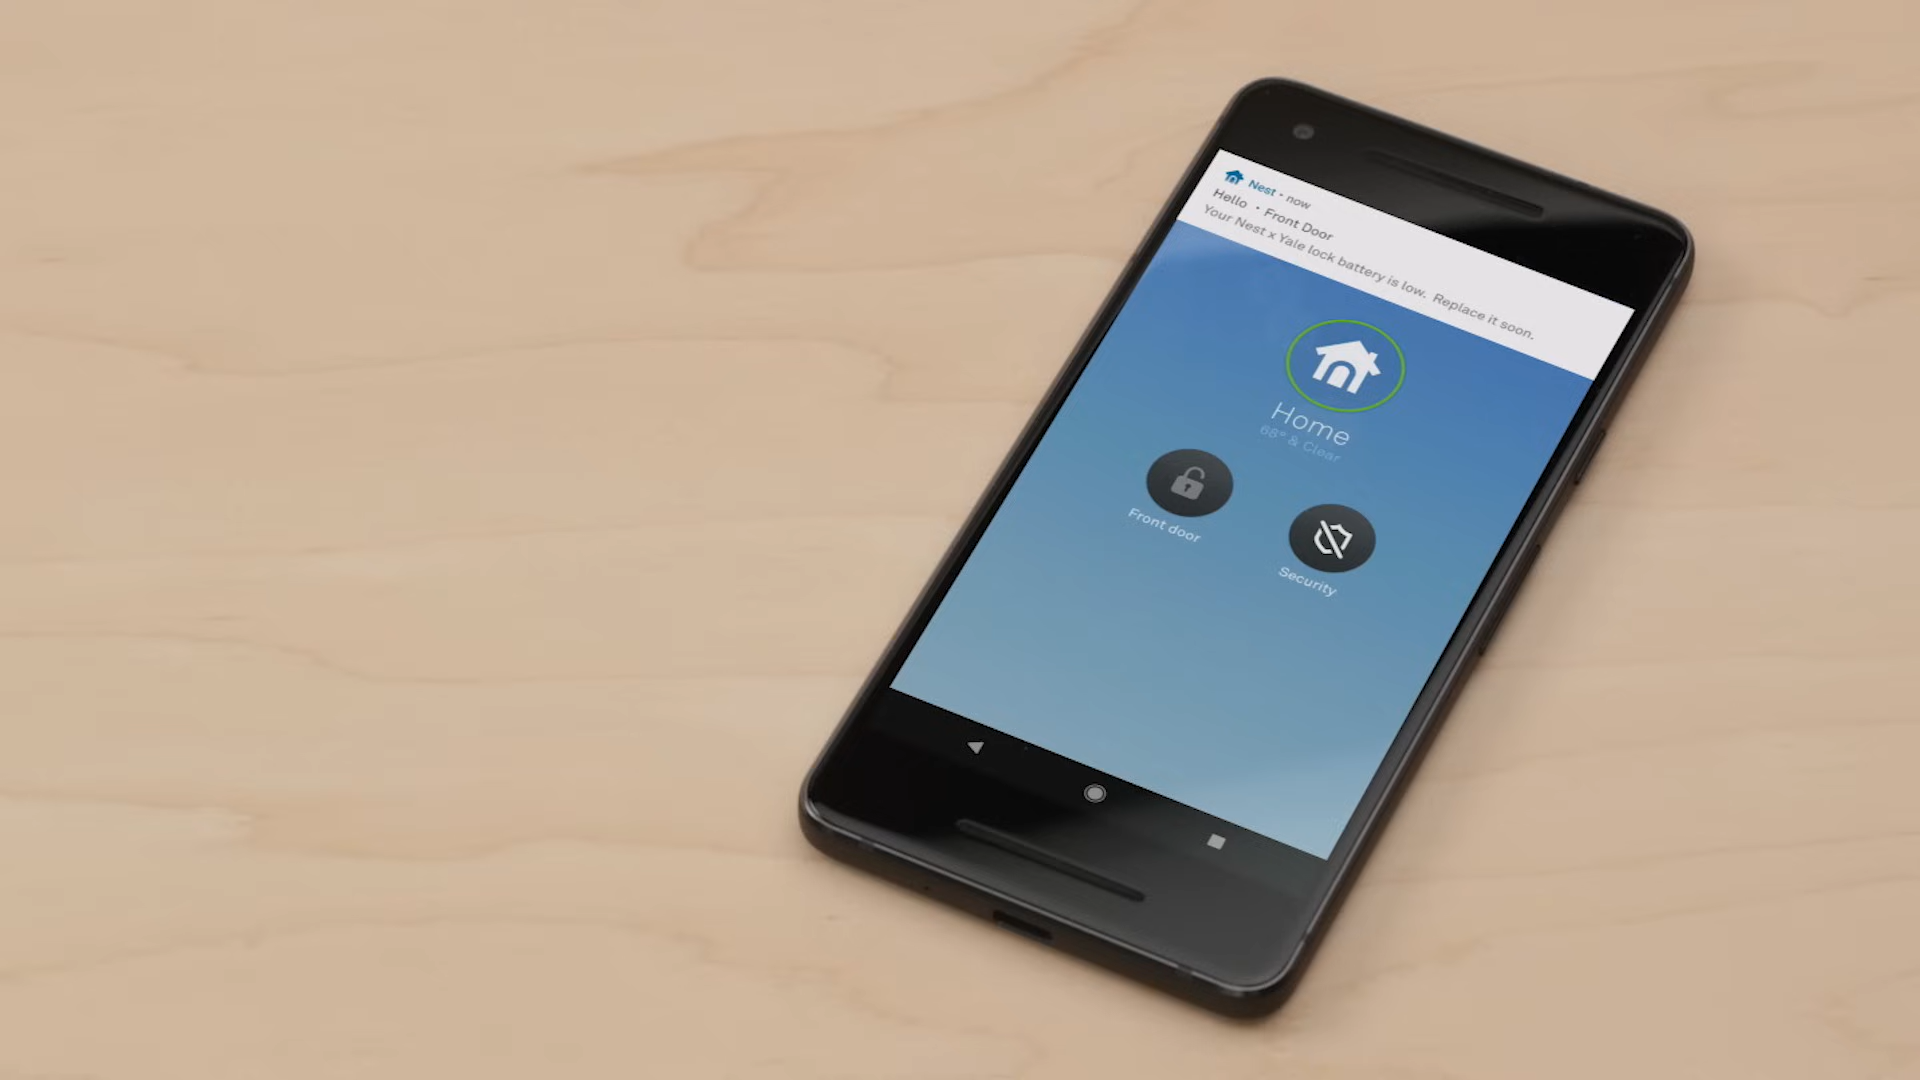 Nest • now
Hello • Front Door
Your Nest x Yale lock battery is low. Replace it soon.
Home
68° & Clear
Front door
Security